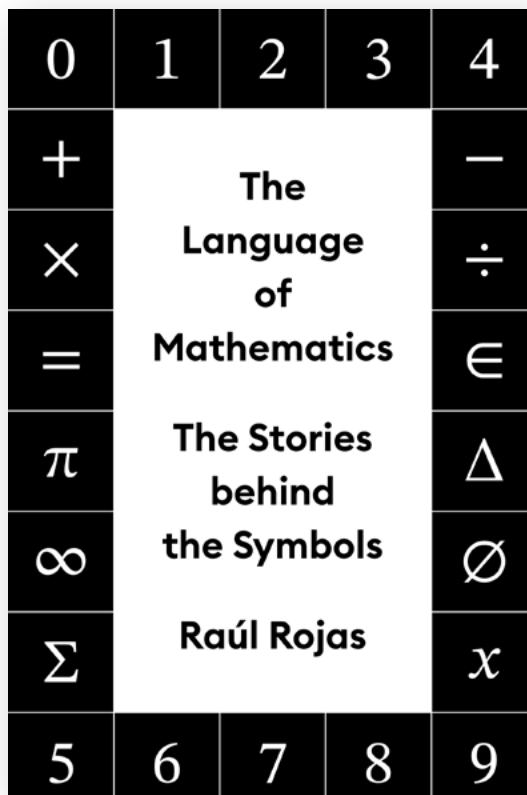 0 1 2 3 4
+ −
The
Language
of
× ÷
Mathematics
= ∈
The Stories
π Δ
behind
the Symbols
∞ ∅
Raúl Rojas
Σ x
5 6 7 8 9